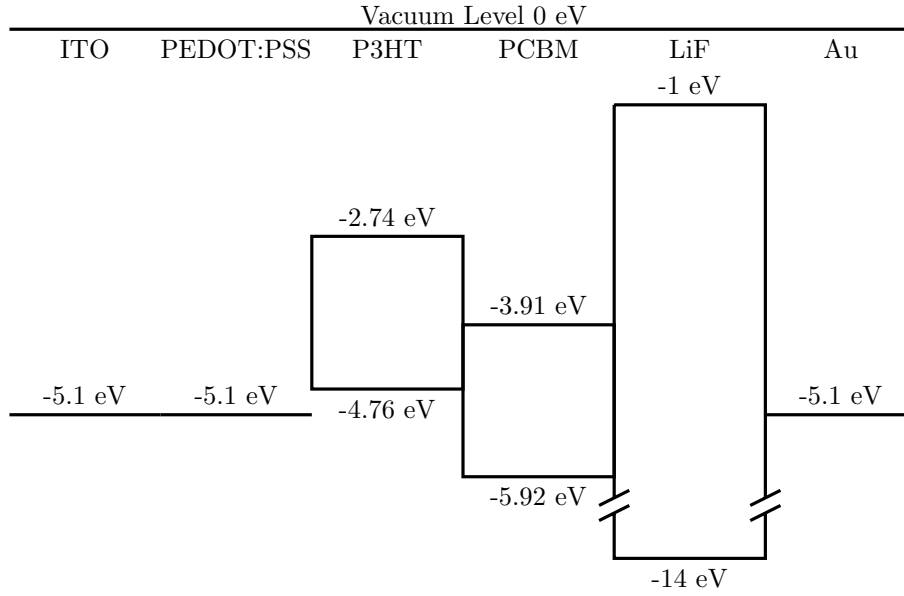 Vacuum Level 0 eV
ITO PEDOT:PSS P3HT PCBM LiF Au
-1 eV
-2.74 eV
-3.91 eV
-5.1 eV -5.1 eV -4.76 eV -5.1 eV
-5.92 eV
-14 eV